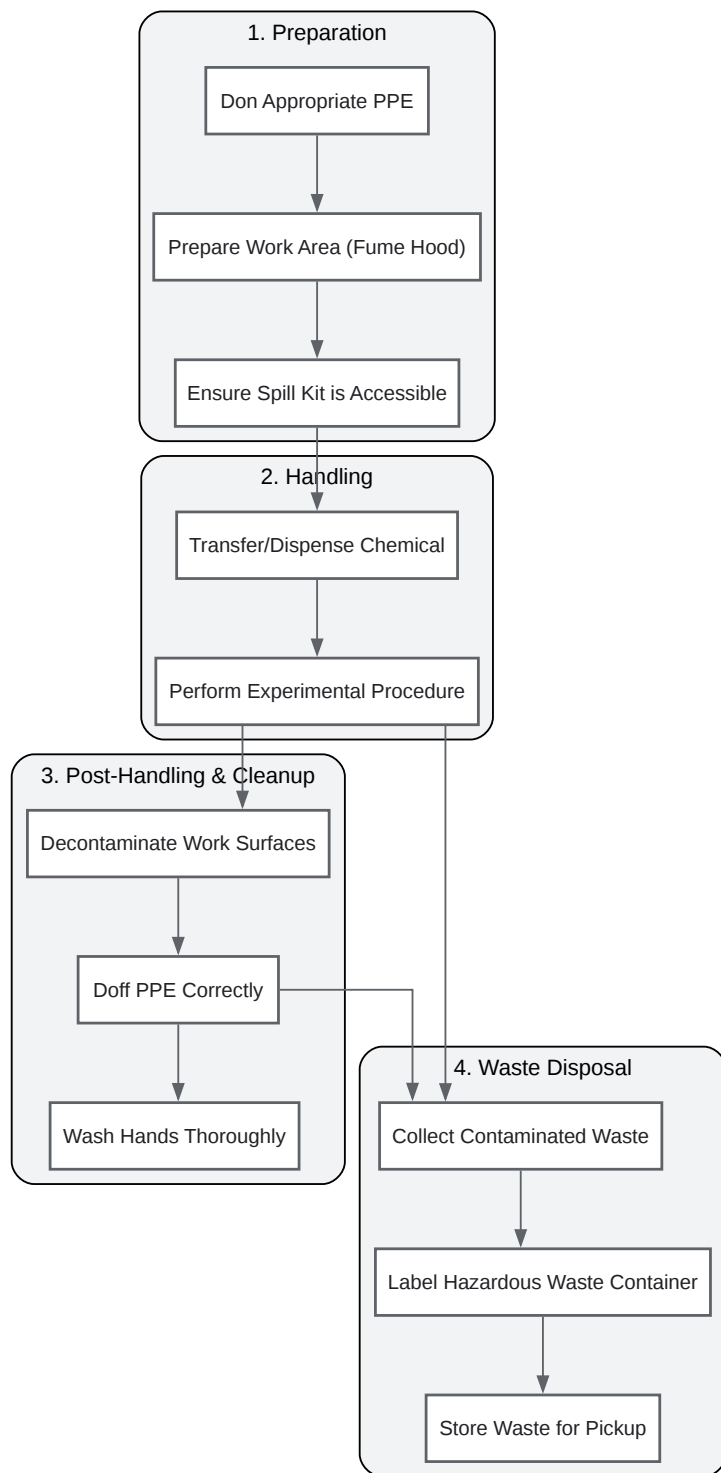 1. Preparation
Don Appropriate PPE
Prepare Work Area (Fume Hood)
Ensure Spill Kit is Accessible
2. Handling
Transfer/Dispense Chemical
Perform Experimental Procedure
3. Post-Handling & Cleanup
Decontaminate Work Surfaces
Doff PPE Correctly
Wash Hands Thoroughly
4. Waste Disposal
Collect Contaminated Waste
Label Hazardous Waste Container
Store Waste for Pickup